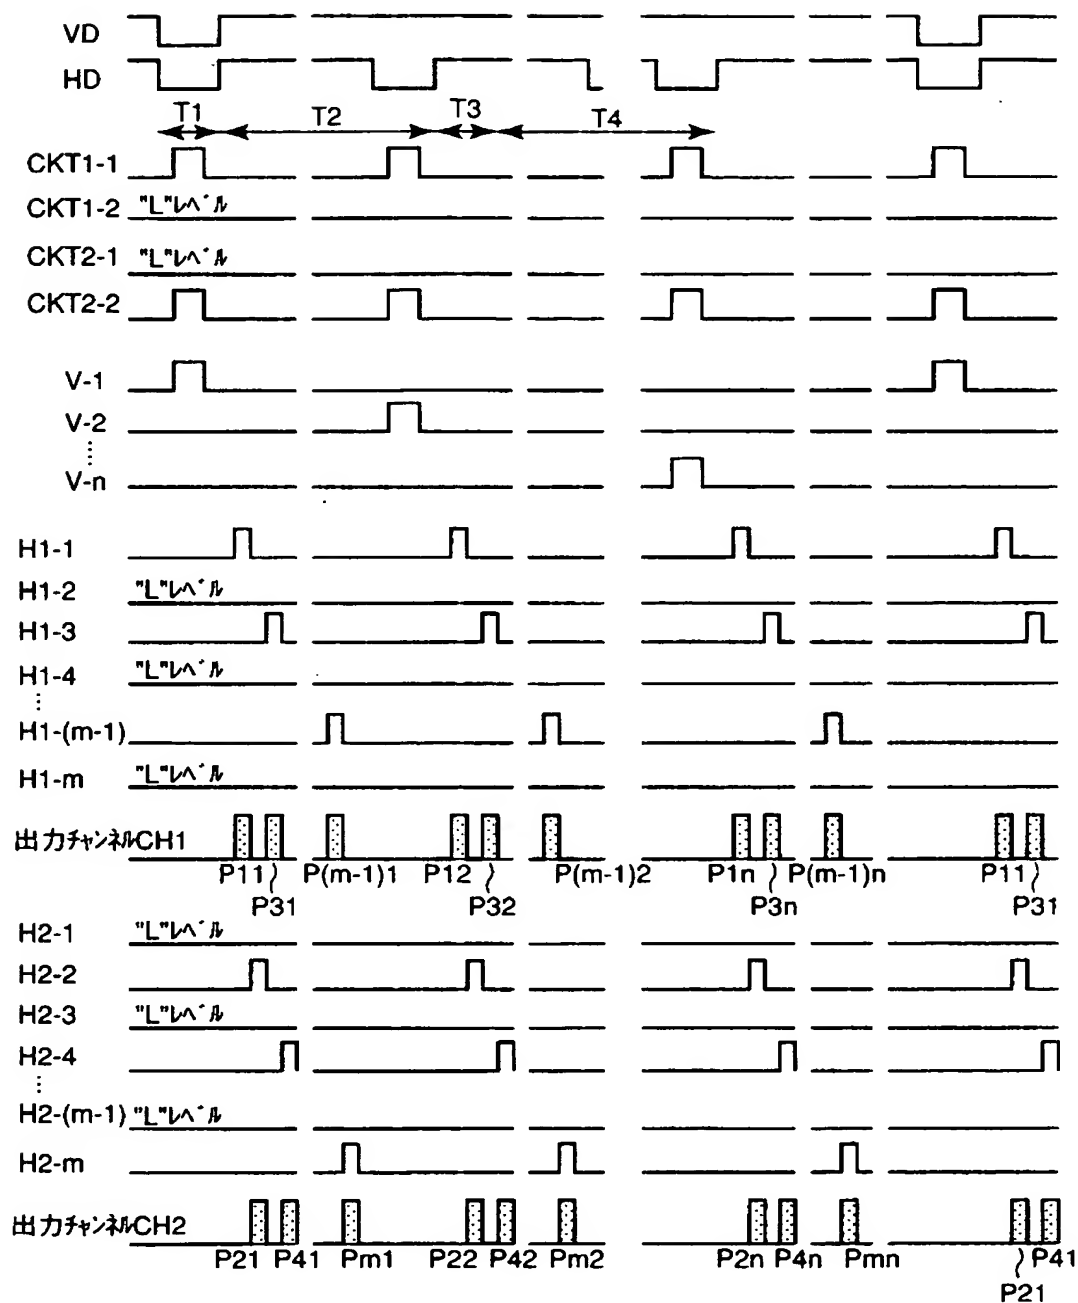 VD
HD
T1 T2 T3 T4
CKT1-1
CKT1-2 "L"レベル
CKT2-1 "L"レベル
CKT2-2
V-1
V-2
V-n
H1-1
H1-2 "L"レベル
H1-3
H1-4 "L"レベル
H1-(m-1)
H1-m "L"レベル
出力チャンネルCH1
P11 P(m-1)1 P12 P(m-1)2 P1n P(m-1)n P11
P31 P32 P3n P31
H2-1 "L"レベル
H2-2
H2-3 "L"レベル
H2-4
H2-(m-1) "L"レベル
H2-m
出力チャンネルCH2
P21 P41 Pm1 P22 P42 Pm2 P2n P4n Pmn P41
P21